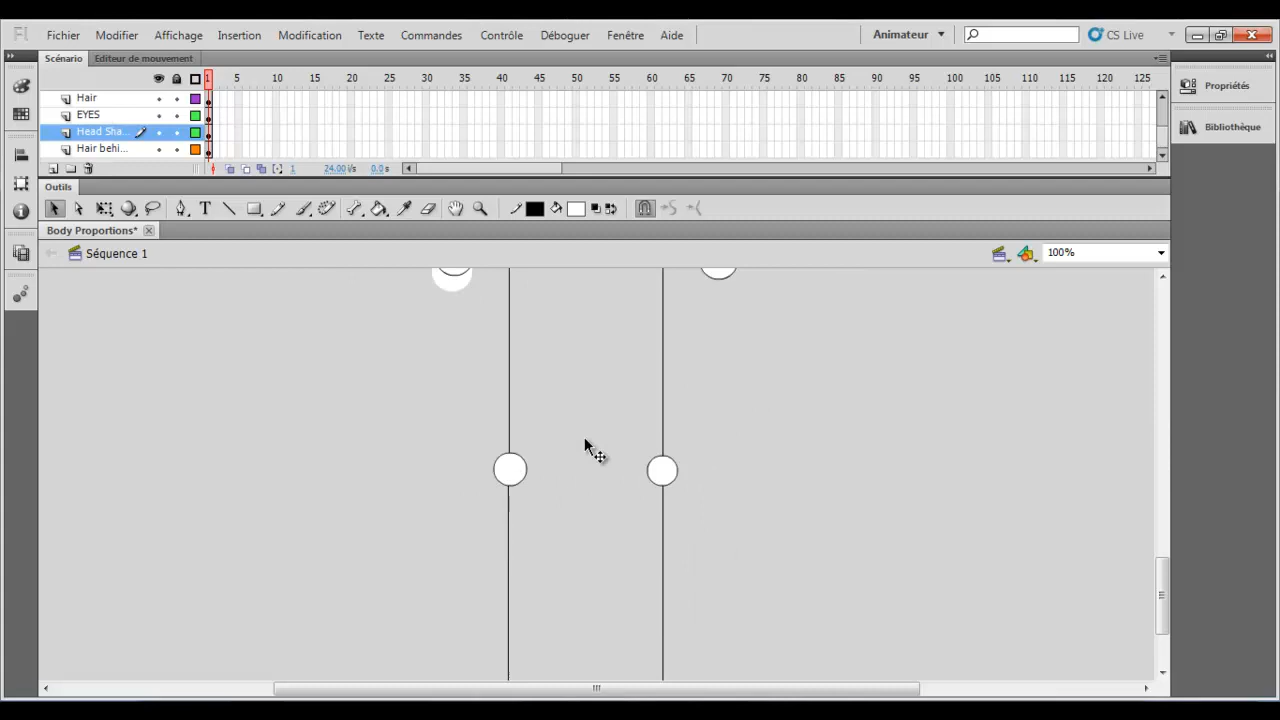 Fl Fichier Modifier Affichage Insertion Modification Texte Commandes Contrôle Déboguer Fenêtre Aide Animateur CS Live
Scénario Editeur de mouvement
1 5 10 15 20 25 30 35 40 45 50 55 60 65 70 75 80 85 90 95 100 105 110 115 120 125
Hair
EYES
Head Sha...
Hair behi...
1 24.00 i/s 0.0 s
Outils
T
Body Proportions*
Séquence 1 100%
Propriétés
Bibliothèque